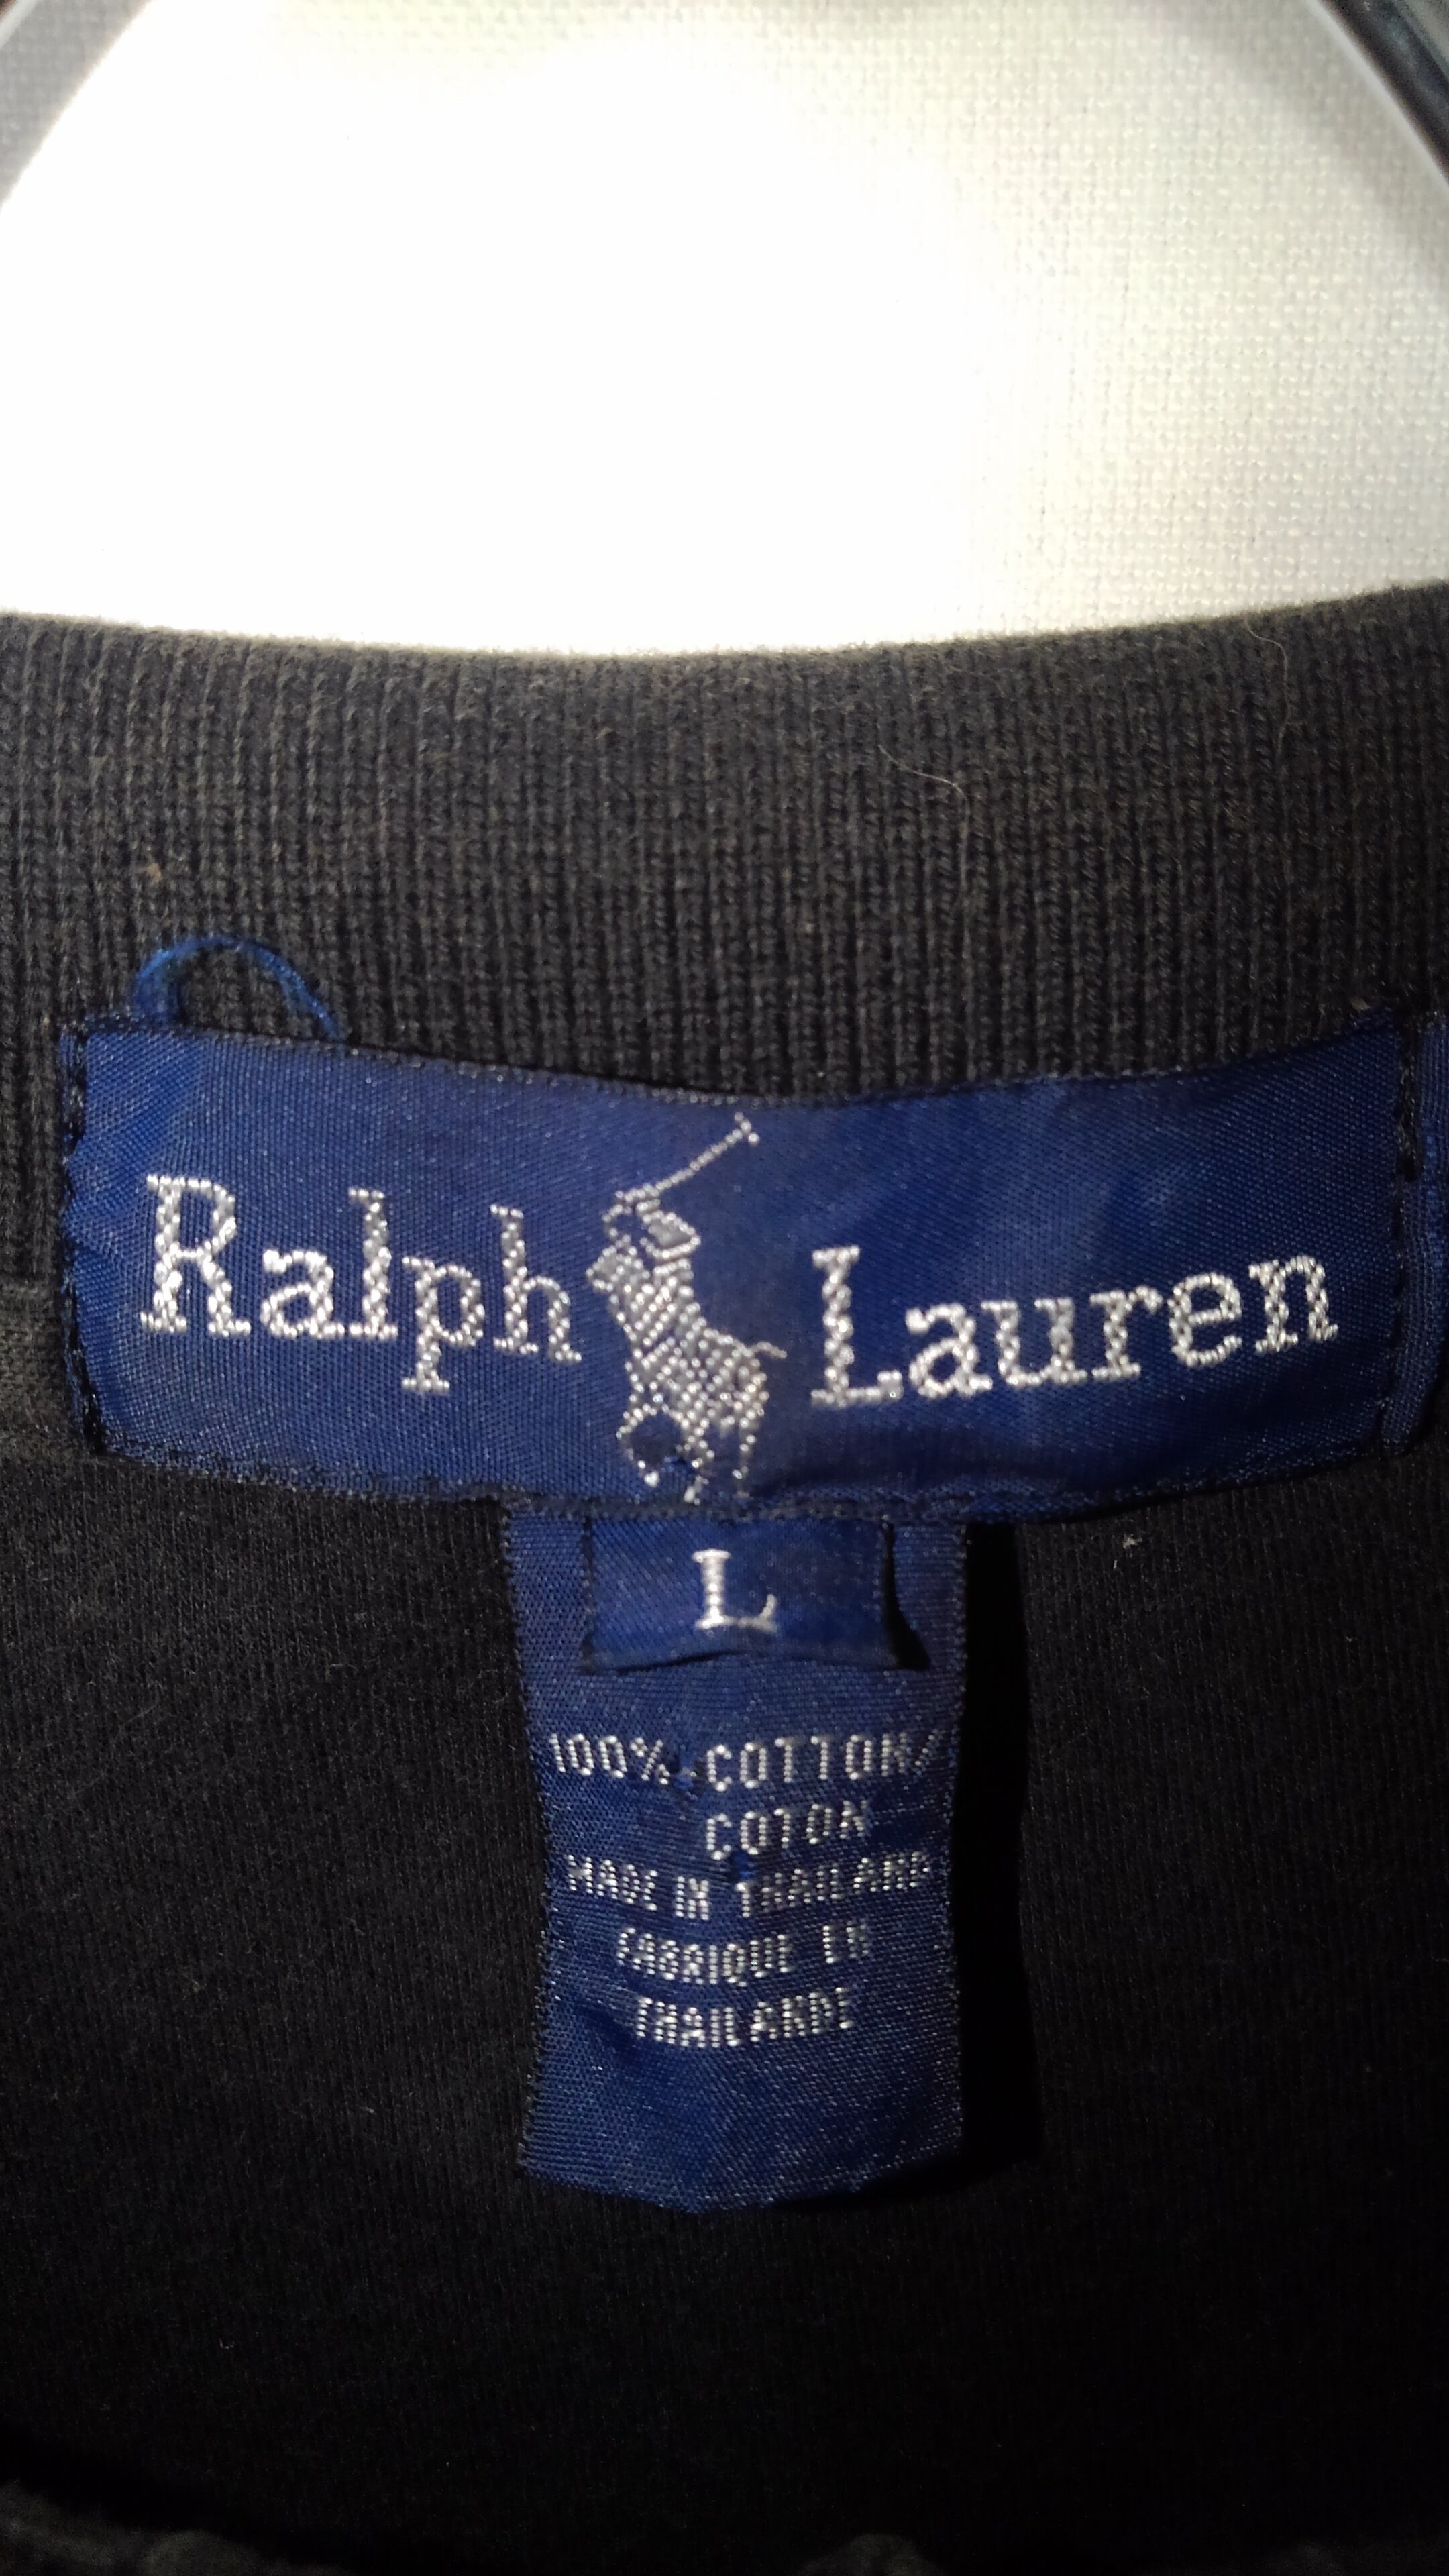 Ralph Lauren
L
100% COTTON/
COTON
MADE IN THAILAND
FABRIQUE EN
THAILANDE